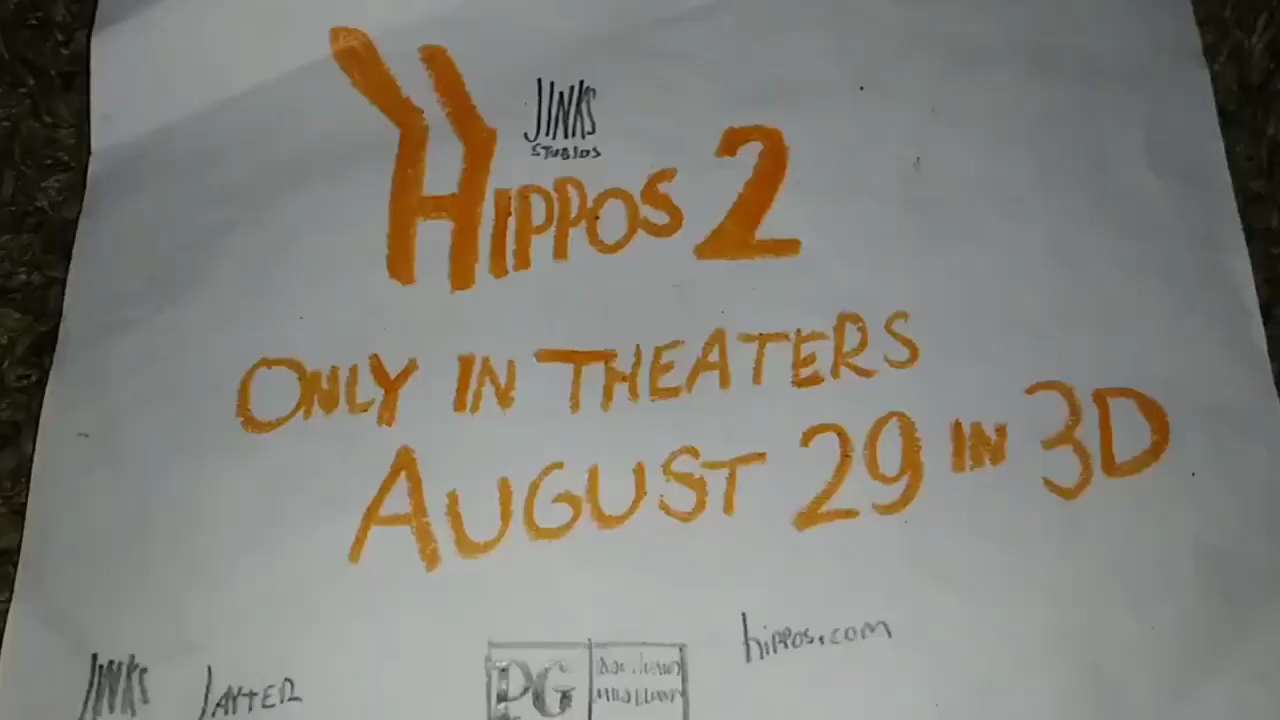 JINKS
STUDIOS
HIPPOS 2
ONLY IN THEATERS
AUGUST 29 IN 3D
hippos.com
JINKS
PG